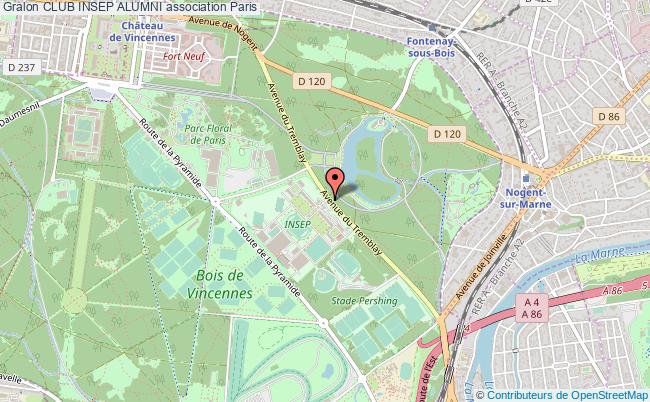 Gralon CLUB INSEP ALUMNI association Paris
Château
de Vincennes
Avenue de Nogent
Fort Neuf
Fontenay-
sous-Bois
RER A - Branche A2
D 237
D 120
D 86
Daumesnil
Avenue du Tremblay
Parc Floral
de Paris
Route de la Pyramide
D 120
Nogent-
sur-Marne
INSEP
Avenue du Tremblay
Route de la Pyramide
Bois de
Vincennes
Stade Pershing
Avenue de Joinville
RER A - Branche A2
La Marne
A 4
A 86
A 86
Route de l'Est
© Contributeurs de OpenStreetMap